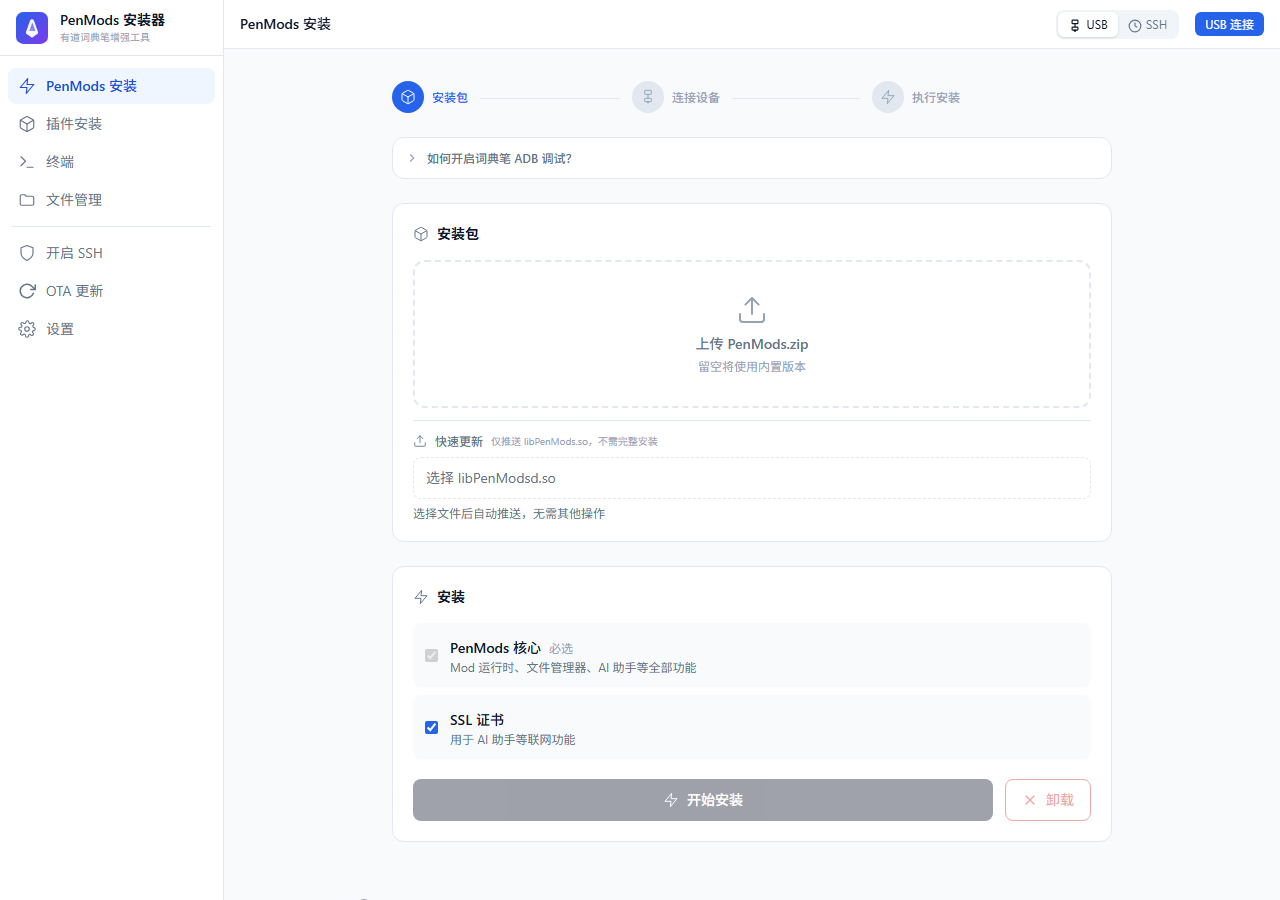 PenMods 安装器
有道词典笔增强工具
PenMods 安装
插件安装
终端
文件管理
开启 SSH
OTA 更新
设置
PenMods 安装
USB
SSH
USB 连接
安装包
连接设备
执行安装
如何开启词典笔 ADB 调试?
安装包
上传 PenMods.zip
留空将使用内置版本
快速更新 仅推送 libPenMods.so，不需完整安装
选择 libPenModsd.so
选择文件后自动推送，无需其他操作
安装
PenMods 核心 必选
Mod 运行时、文件管理器、AI 助手等全部功能
SSL 证书
用于 AI 助手等联网功能
开始安装
卸载